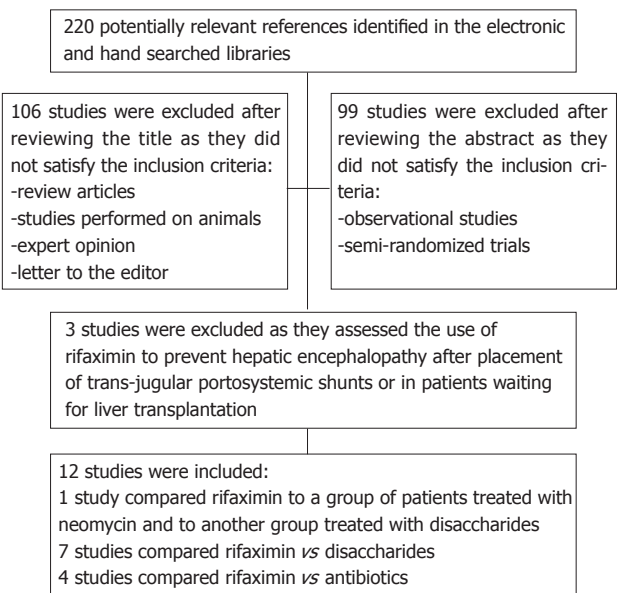 220 potentially relevant references identified in the electronic
and hand searched libraries
106 studies were excluded after
reviewing the title as they did
not satisfy the inclusion criteria:
-review articles
-studies performed on animals
-expert opinion
-letter to the editor
99 studies were excluded after
reviewing the abstract as they
did not satisfy the inclusion cri-
teria:
-observational studies
-semi-randomized trials
3 studies were excluded as they assessed the use of
rifaximin to prevent hepatic encephalopathy after placement
of trans-jugular portosystemic shunts or in patients waiting
for liver transplantation
12 studies were included:
1 study compared rifaximin to a group of patients treated with
neomycin and to another group treated with disaccharides
7 studies compared rifaximin vs disaccharides
4 studies compared rifaximin vs antibiotics